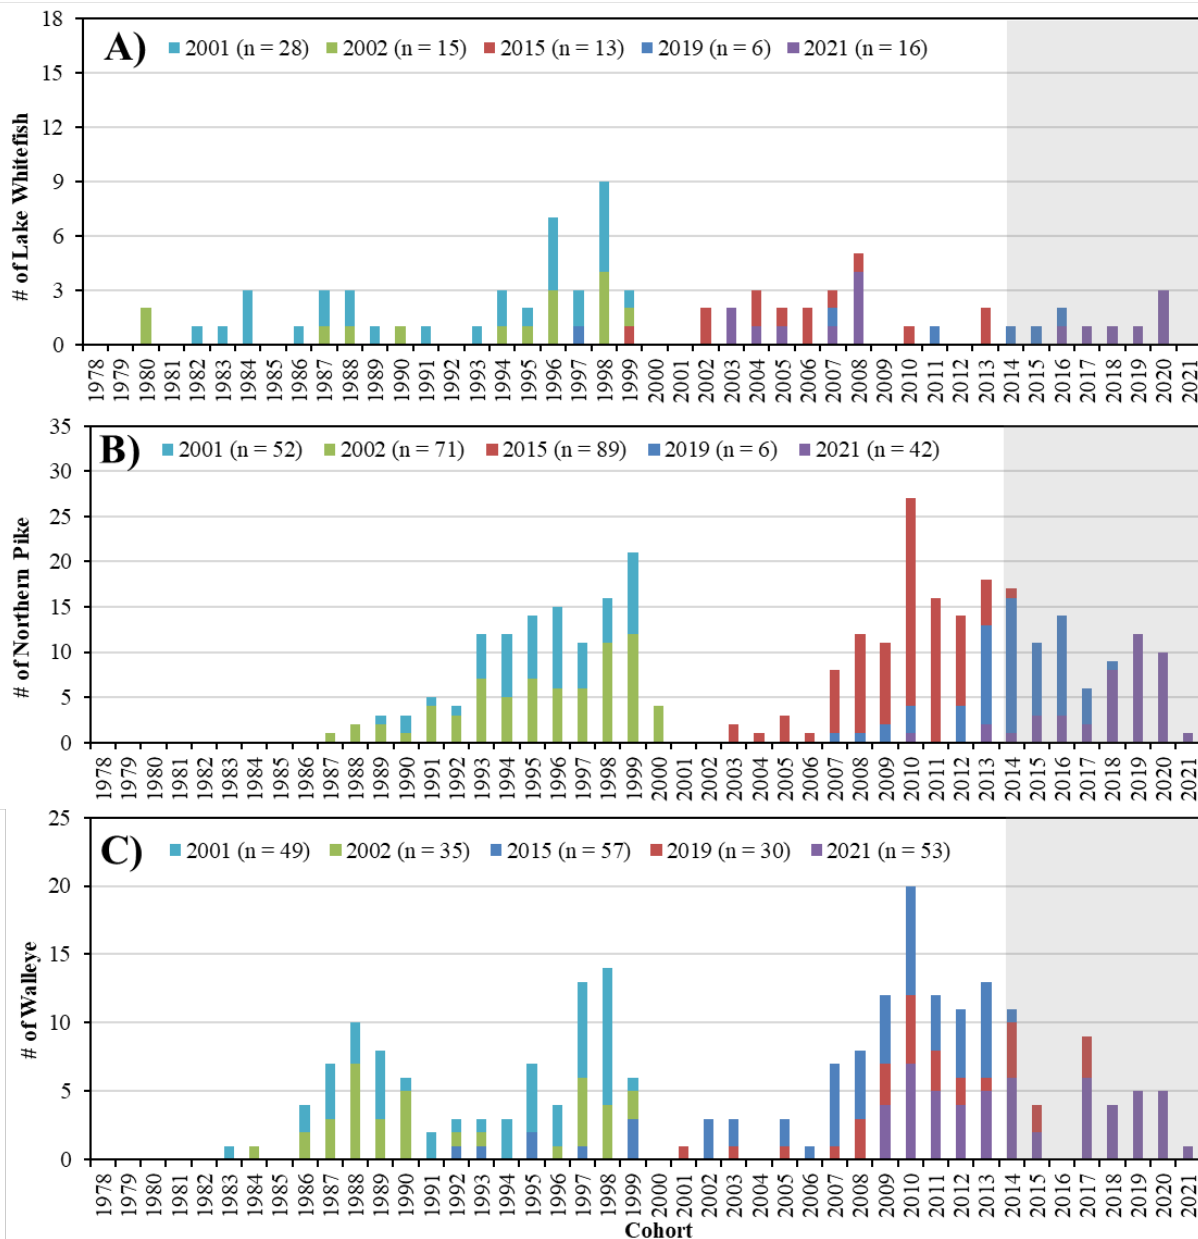 A) 2001 (n = 28) 2002 (n = 15) 2015 (n = 13) 2019 (n = 6) 2021 (n = 16)
# of Lake Whitefish
18
15
12
9
6
3
0
1978 1979 1980 1981 1982 1983 1984 1985 1986 1987 1988 1989 1990 1991 1992 1993 1994 1995 1996 1997 1998 1999 2000 2001 2002 2003 2004 2005 2006 2007 2008 2009 2010 2011 2012 2013 2014 2015 2016 2017 2018 2019 2020 2021
B) 2001 (n = 52) 2002 (n = 71) 2015 (n = 89) 2019 (n = 6) 2021 (n = 42)
# of Northern Pike
35
30
25
20
15
10
5
0
1978 1979 1980 1981 1982 1983 1984 1985 1986 1987 1988 1989 1990 1991 1992 1993 1994 1995 1996 1997 1998 1999 2000 2001 2002 2003 2004 2005 2006 2007 2008 2009 2010 2011 2012 2013 2014 2015 2016 2017 2018 2019 2020 2021
C) 2001 (n = 49) 2002 (n = 35) 2015 (n = 57) 2019 (n = 30) 2021 (n = 53)
# of Walleye
25
20
15
10
5
0
1978 1979 1980 1981 1982 1983 1984 1985 1986 1987 1988 1989 1990 1991 1992 1993 1994 1995 1996 1997 1998 1999 2000 2001 2002 2003 2004 2005 2006 2007 2008 2009 2010 2011 2012 2013 2014 2015 2016 2017 2018 2019 2020 2021
Cohort